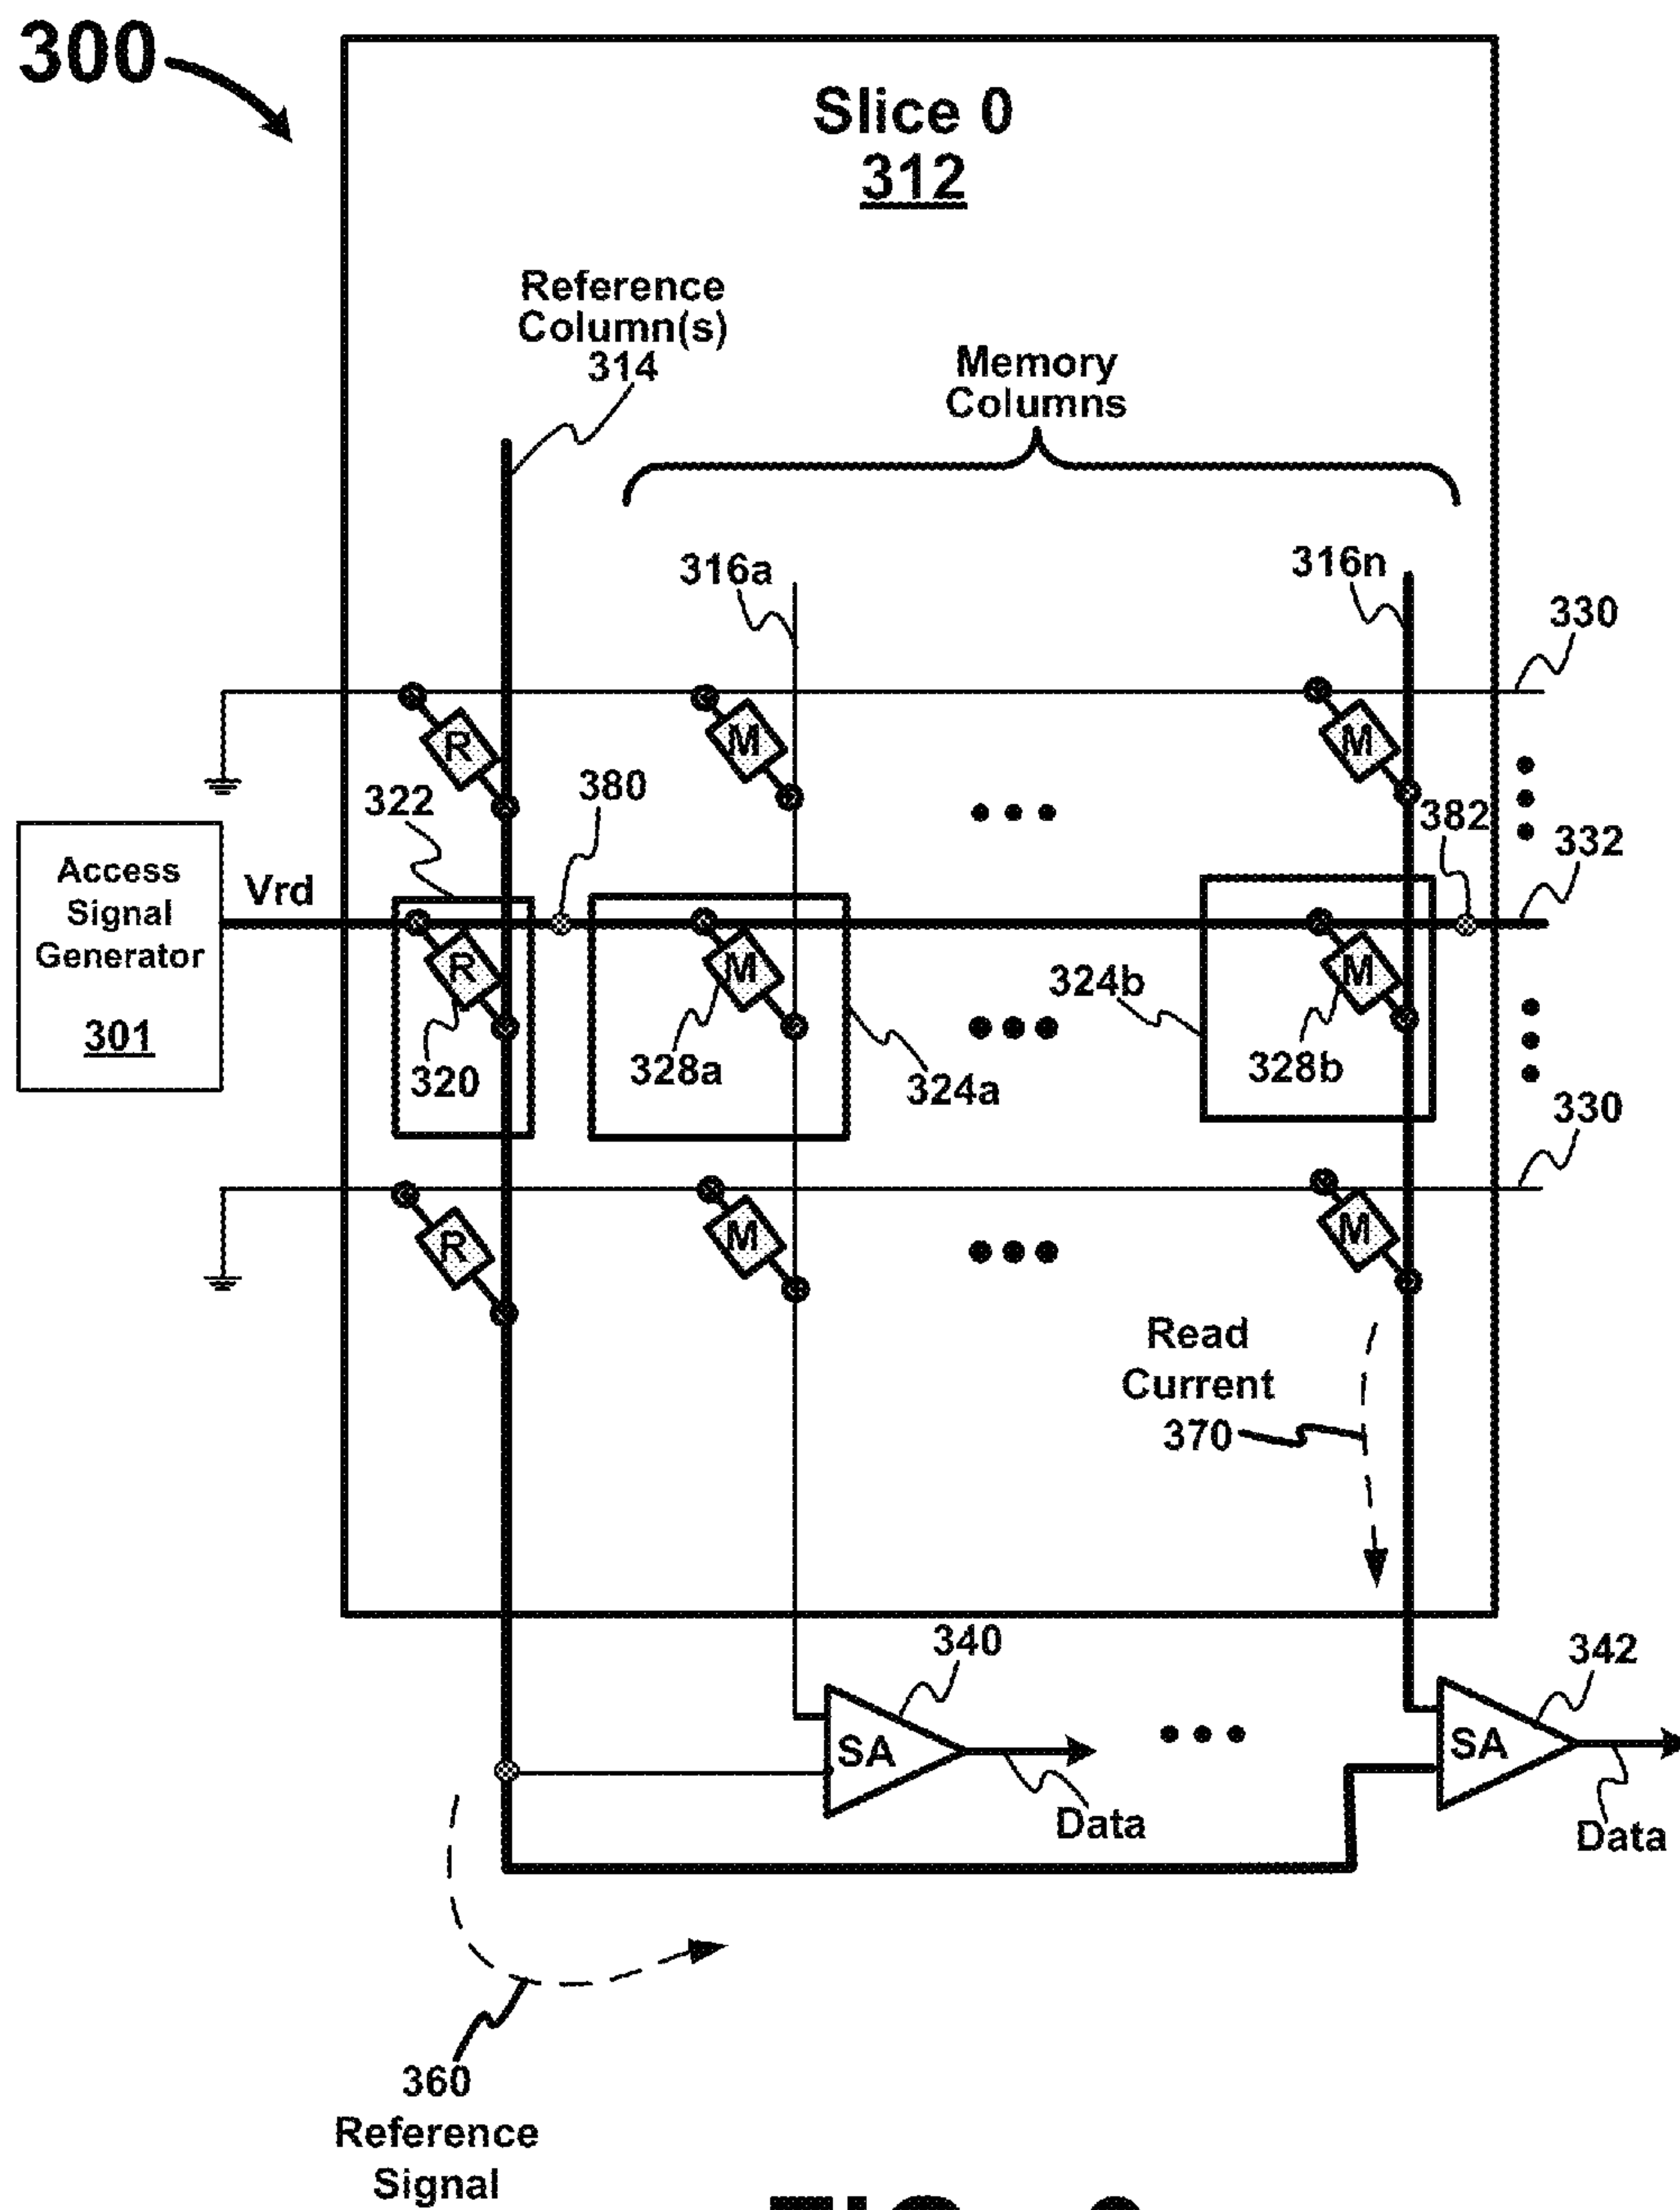 300
Slice 0
312
Reference
Column(s)
314
Memory
Columns
316a
316n
330
R
M
M
322
380
382
332
Access
Signal
Generator
301
Vrd
R
M
M
324b
320
328a
324a
328b
330
R
M
M
Read
Current
370
340
342
SA
SA
Data
Data
360
Reference
Signal